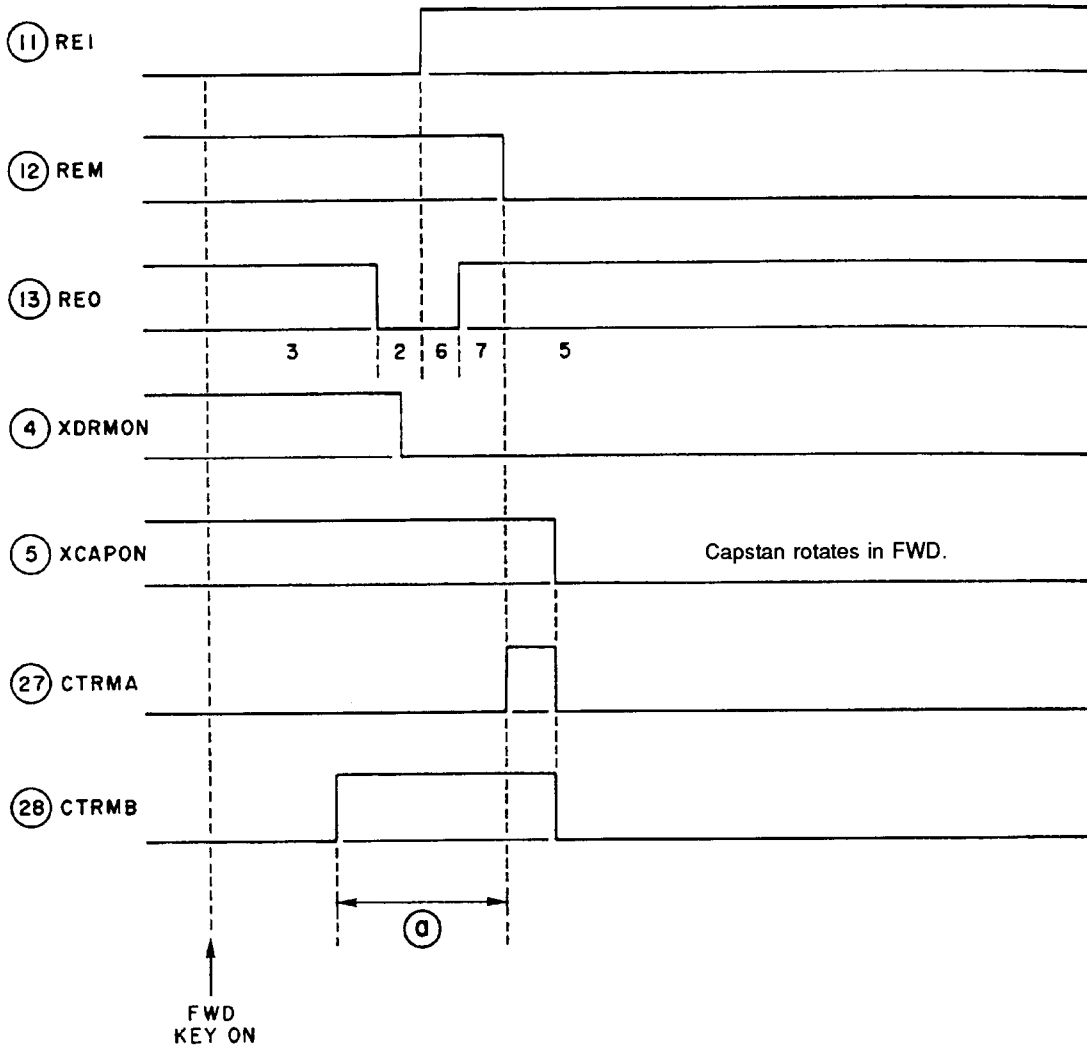 11 REI
12 REM
13 REO
3 2 6 7 5
4 XDRMON
5 XCAPON
Capstan rotates in FWD.
27 CTRMA
28 CTRMB
a
FWD
KEY ON